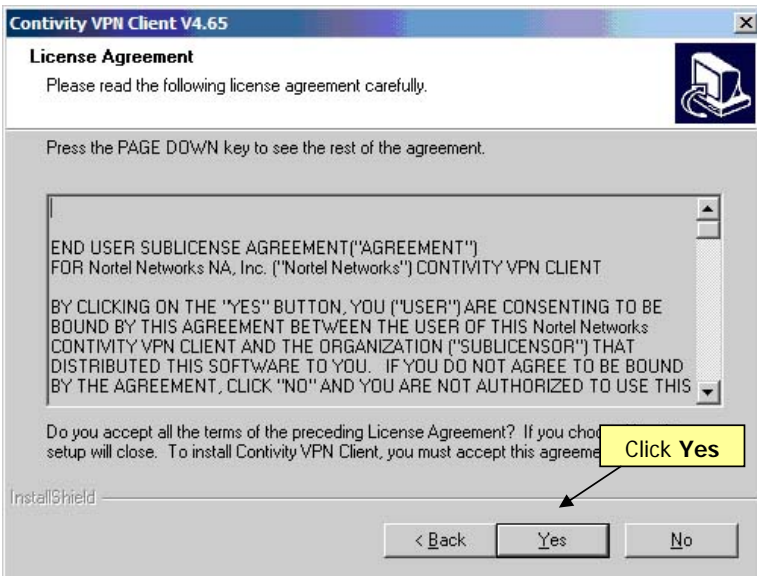 Contivity VPN Client V4.65
License Agreement
Please read the following license agreement carefully.
Press the PAGE DOWN key to see the rest of the agreement.
END USER SUBLICENSE AGREEMENT("AGREEMENT")
FOR Nortel Networks NA, Inc. ("Nortel Networks") CONTIVITY VPN CLIENT
BY CLICKING ON THE "YES" BUTTON, YOU ("USER") ARE CONSENTING TO BE
BOUND BY THIS AGREEMENT BETWEEN THE USER OF THIS Nortel Networks
CONTIVITY VPN CLIENT AND THE ORGANIZATION ("SUBLICENSOR") THAT
DISTRIBUTED THIS SOFTWARE TO YOU. IF YOU DO NOT AGREE TO BE BOUND
BY THE AGREEMENT, CLICK "NO" AND YOU ARE NOT AUTHORIZED TO USE THIS
Do you accept all the terms of the preceding License Agreement? If you
setup will close. To install Contivity VPN Client, you must accept this
Click Yes
InstallShield
< Back
Yes
No